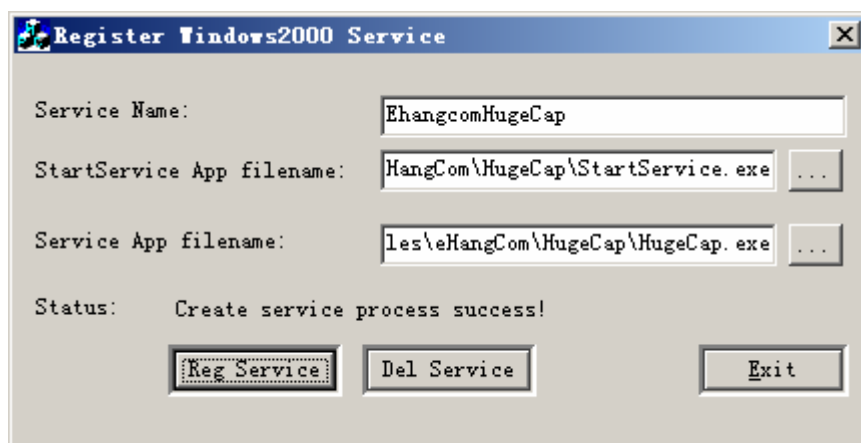 Register Windows2000 Service
Service Name: EhangcomHugeCap
StartService App filename: HangCom\HugeCap\StartService.exe ...
Service App filename: les\eHangCom\HugeCap\HugeCap.exe ...
Status: Create service process success!
Reg Service Del Service Exit